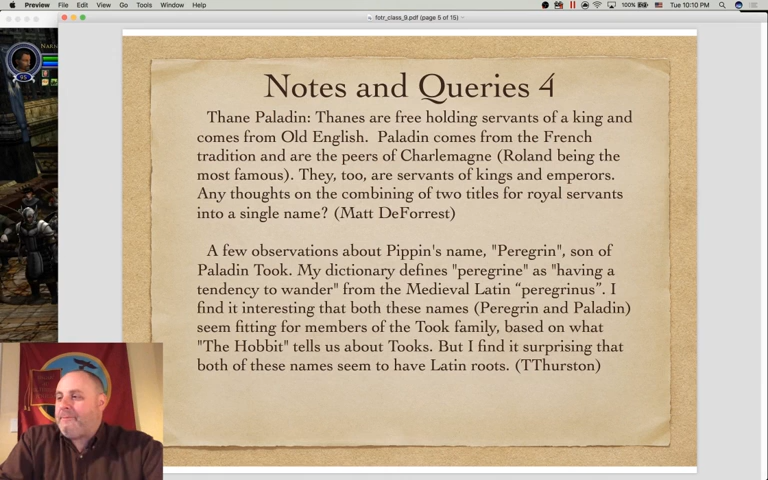 Preview File Edit View Go Tools Window Help
100% Tue 10:10 PM
fotr_class_9.pdf (page 5 of 15)
95
Notes and Queries 4
Thane Paladin: Thanes are free holding servants of a king and
comes from Old English. Paladin comes from the French
tradition and are the peers of Charlemagne (Roland being the
most famous). They, too, are servants of kings and emperors.
Any thoughts on the combining of two titles for royal servants
into a single name? (Matt DeForrest)
A few observations about Pippin's name, "Peregrin", son of
Paladin Took. My dictionary defines "peregrine" as "having a
tendency to wander" from the Medieval Latin “peregrinus”. I
find it interesting that both these names (Peregrin and Paladin)
seem fitting for members of the Took family, based on what
"The Hobbit" tells us about Tooks. But I find it surprising that
both of these names seem to have Latin roots. (TThurston)